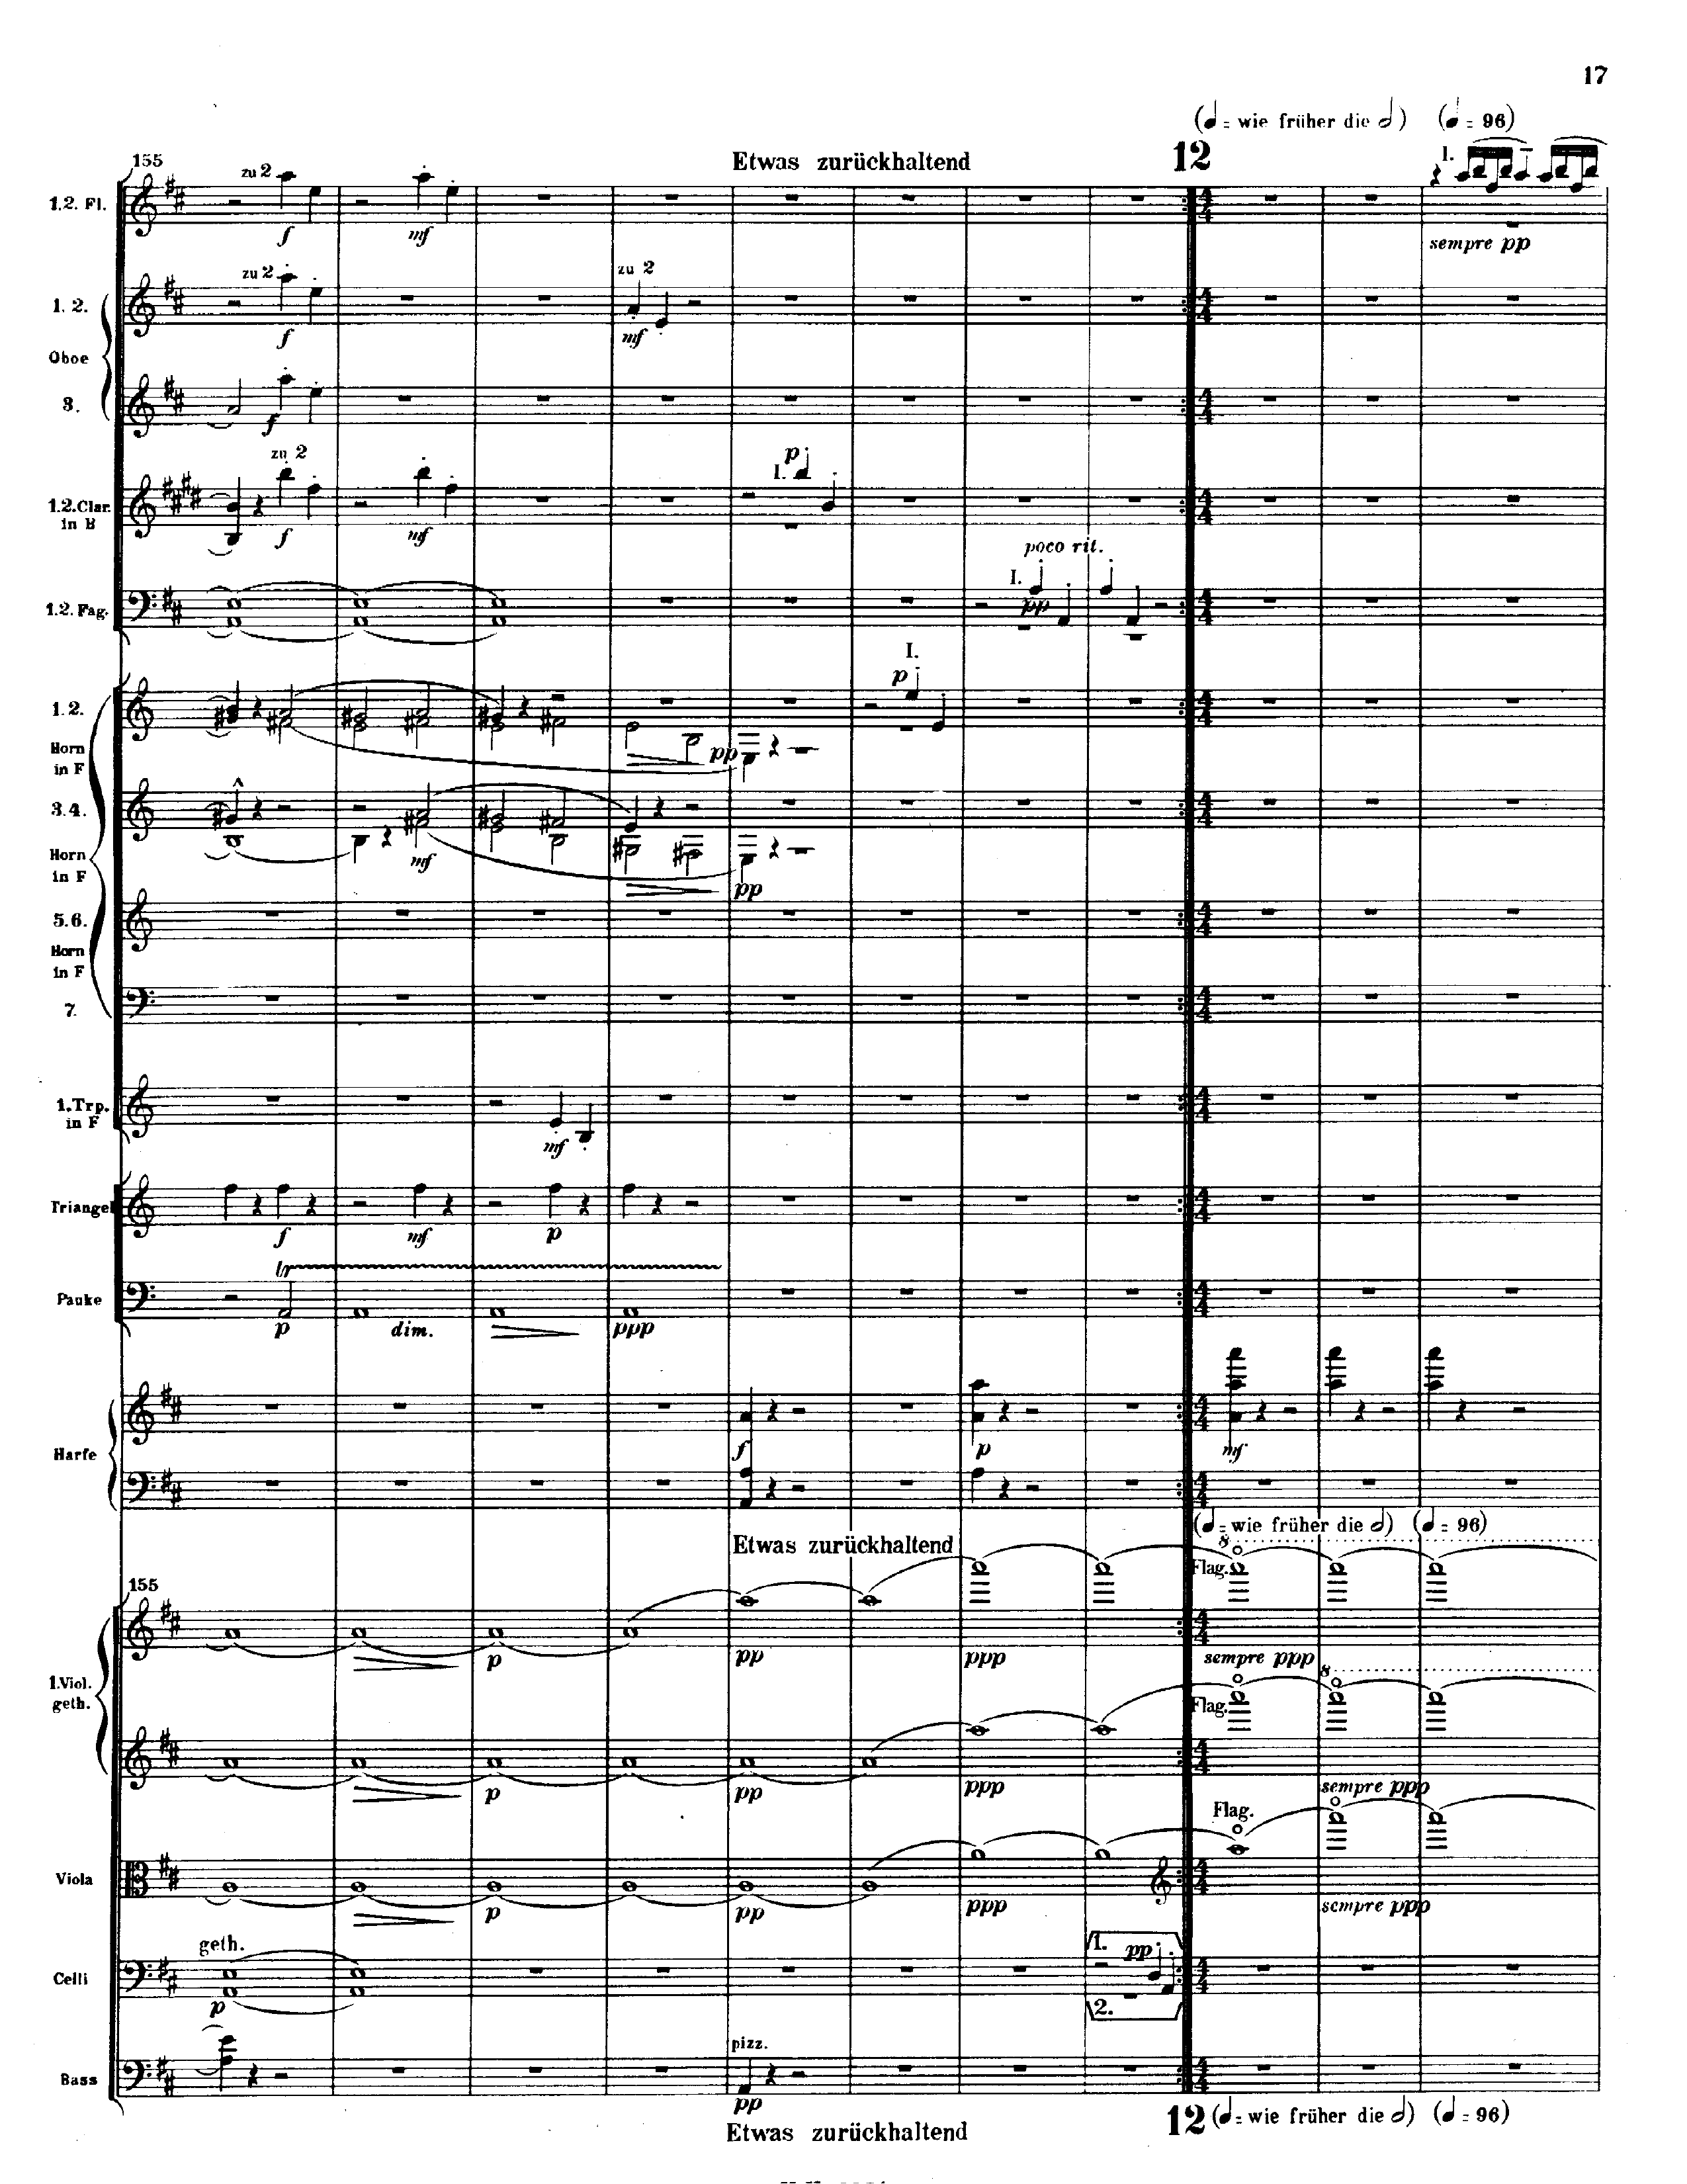 17
(♩ = wie früher die 𝅗𝅥) (♩ = 96)
155 Etwas zurückhaltend 12
1.2. Fl. zu 2 f mf I. sempre pp
1. 2. zu 2 f zu 2 mf
Oboe
3. f
1.2. Clar. in B zu 2 f mf I. p
poco rit.
1.2. Fag. I. pp
I.
1.2. p
Horn in F pp
3.4. mf pp
Horn in F
5.6.
Horn in F
7.
1. Trp. in F mf
Triangel f mf p
Pauke tr p dim. ppp
Harfe f p mf
(♩ = wie früher die 𝅗𝅥) (♩ = 96)
Etwas zurückhaltend 8
155 Flag.
p pp ppp sempre ppp
1. Viol. geth. 8
Flag.
p pp ppp sempre ppp
Flag.
Viola p pp ppp sempre ppp
geth. 1. pp
Celli p 2.
pizz.
Bass pp
Etwas zurückhaltend 12 (♩ = wie früher die 𝅗𝅥) (♩ = 96)